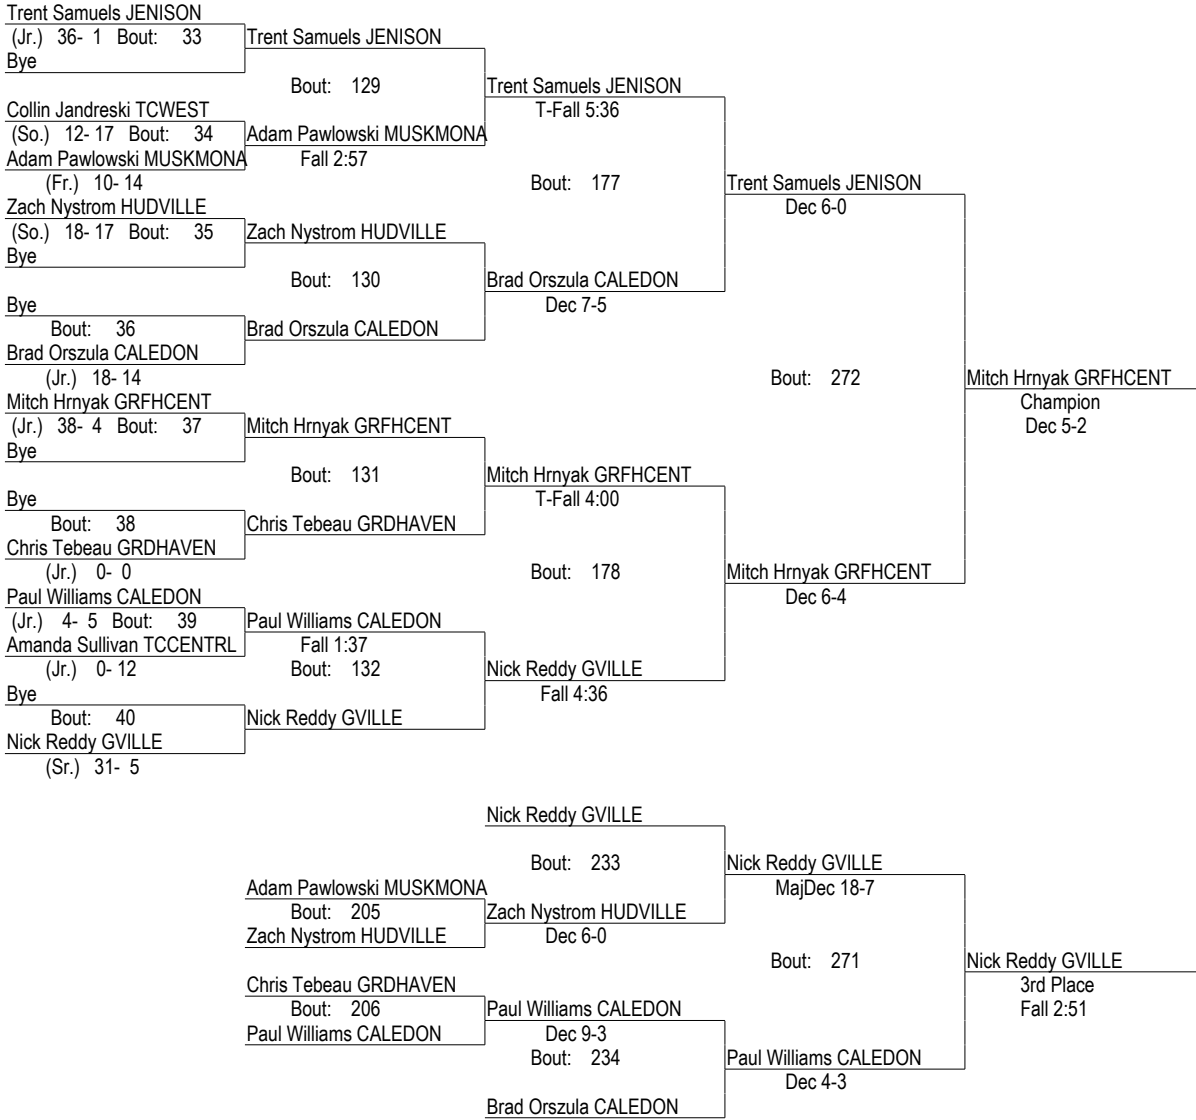 Trent Samuels JENISON
(Jr.) 36- 1 Bout: 33
Trent Samuels JENISON
Bye
Bout: 129
Trent Samuels JENISON
Collin Jandreski TCWEST
T-Fall 5:36
(So.) 12- 17 Bout: 34
Adam Pawlowski MUSKMONA
Adam Pawlowski MUSKMONA
Fall 2:57
(Fr.) 10- 14
Bout: 177
Trent Samuels JENISON
Zach Nystrom HUDVILLE
Dec 6-0
(So.) 18- 17 Bout: 35
Zach Nystrom HUDVILLE
Bye
Bout: 130
Brad Orszula CALEDON
Bye
Dec 7-5
Bout: 36
Brad Orszula CALEDON
Brad Orszula CALEDON
(Jr.) 18- 14
Bout: 272
Mitch Hrnyak GRFHCENT
Mitch Hrnyak GRFHCENT
Champion
(Jr.) 38- 4 Bout: 37
Mitch Hrnyak GRFHCENT
Dec 5-2
Bye
Bout: 131
Mitch Hrnyak GRFHCENT
Bye
T-Fall 4:00
Bout: 38
Chris Tebeau GRDHAVEN
Chris Tebeau GRDHAVEN
(Jr.) 0- 0
Bout: 178
Mitch Hrnyak GRFHCENT
Paul Williams CALEDON
Dec 6-4
(Jr.) 4- 5 Bout: 39
Paul Williams CALEDON
Amanda Sullivan TCCENTRL
Fall 1:37
(Jr.) 0- 12
Bout: 132
Nick Reddy GVILLE
Bye
Fall 4:36
Bout: 40
Nick Reddy GVILLE
Nick Reddy GVILLE
(Sr.) 31- 5
Nick Reddy GVILLE
Bout: 233
Nick Reddy GVILLE
Adam Pawlowski MUSKMONA
MajDec 18-7
Bout: 205
Zach Nystrom HUDVILLE
Zach Nystrom HUDVILLE
Dec 6-0
Bout: 271
Nick Reddy GVILLE
Chris Tebeau GRDHAVEN
3rd Place
Bout: 206
Paul Williams CALEDON
Fall 2:51
Paul Williams CALEDON
Dec 9-3
Bout: 234
Paul Williams CALEDON
Dec 4-3
Brad Orszula CALEDON